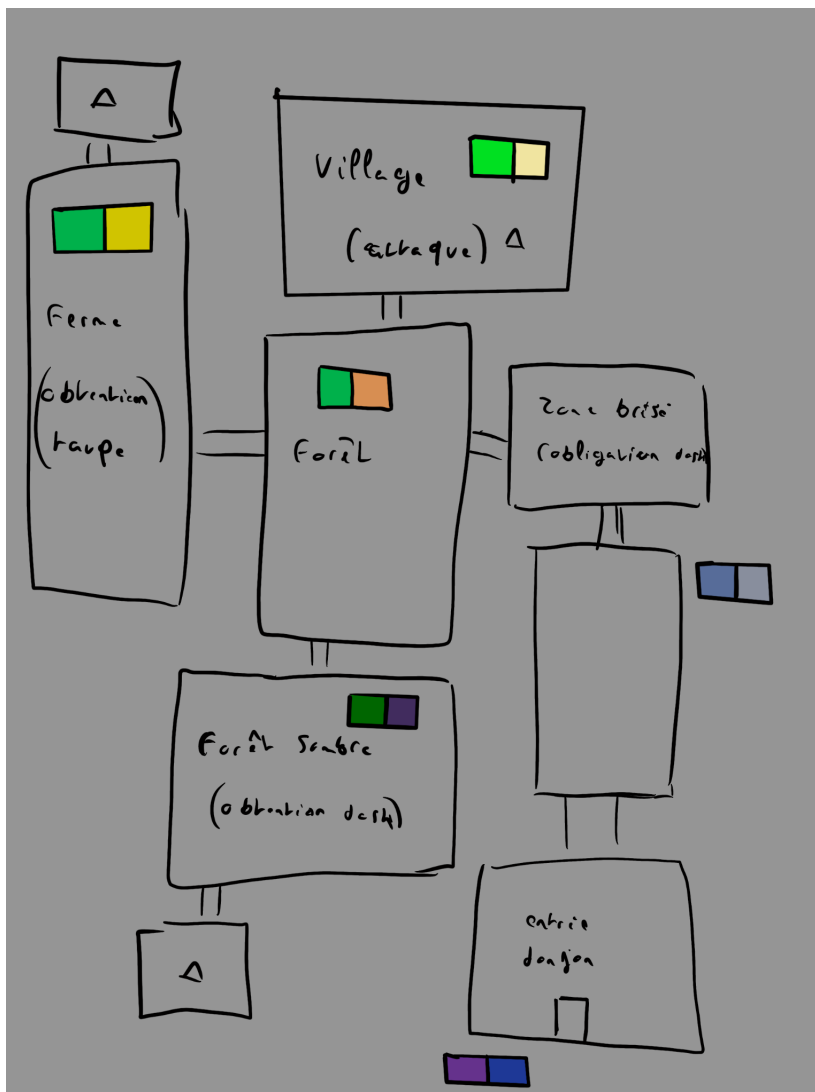 Village
(attaque) Δ
Δ
Ferme
(obtention
taupe)
Forêt
Zone brisé
(obligation dash)
Forêt Sombre
(obtention dash)
Δ
entrée
donjon